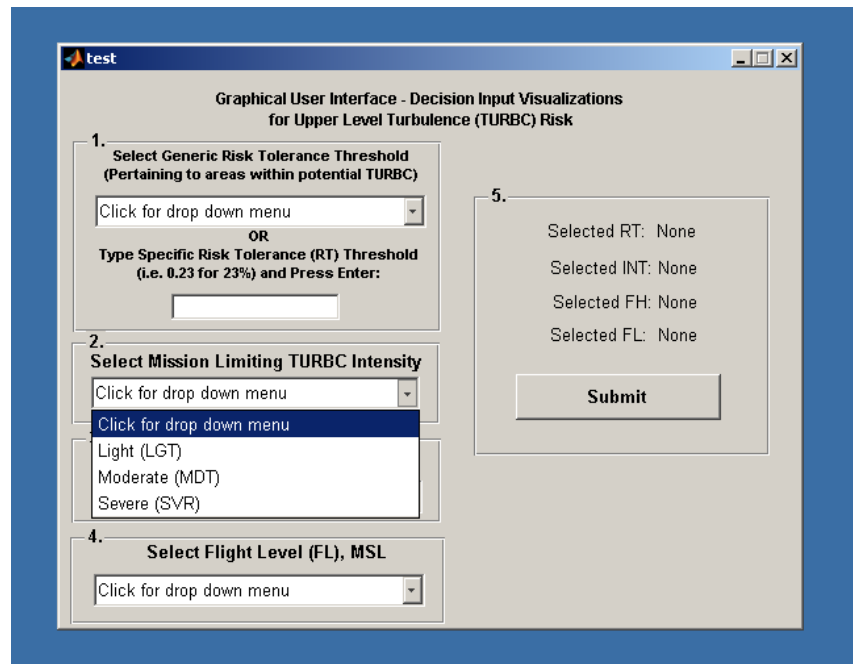 test
Graphical User Interface - Decision Input Visualizations
for Upper Level Turbulence (TURBC) Risk
1.
Select Generic Risk Tolerance Threshold
(Pertaining to areas within potential TURBC)
Click for drop down menu
OR
Type Specific Risk Tolerance (RT) Threshold
(i.e. 0.23 for 23%) and Press Enter:
2.
Select Mission Limiting TURBC Intensity
Click for drop down menu
Click for drop down menu
Light (LGT)
Moderate (MDT)
Severe (SVR)
4.
Select Flight Level (FL), MSL
Click for drop down menu
5.
Selected RT: None
Selected INT: None
Selected FH: None
Selected FL: None
Submit